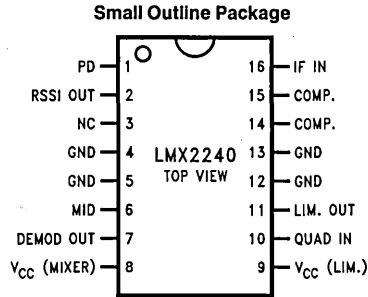 Small Outline Package
PD 1 16 IF IN
RSSI OUT 2 15 COMP.
NC 3 14 COMP.
GND 4 LMX2240 13 GND
GND 5 TOP VIEW 12 GND
MID 6 11 LIM. OUT
DEMOD OUT 7 10 QUAD IN
VCC (MIXER) 8 9 VCC (LIM.)